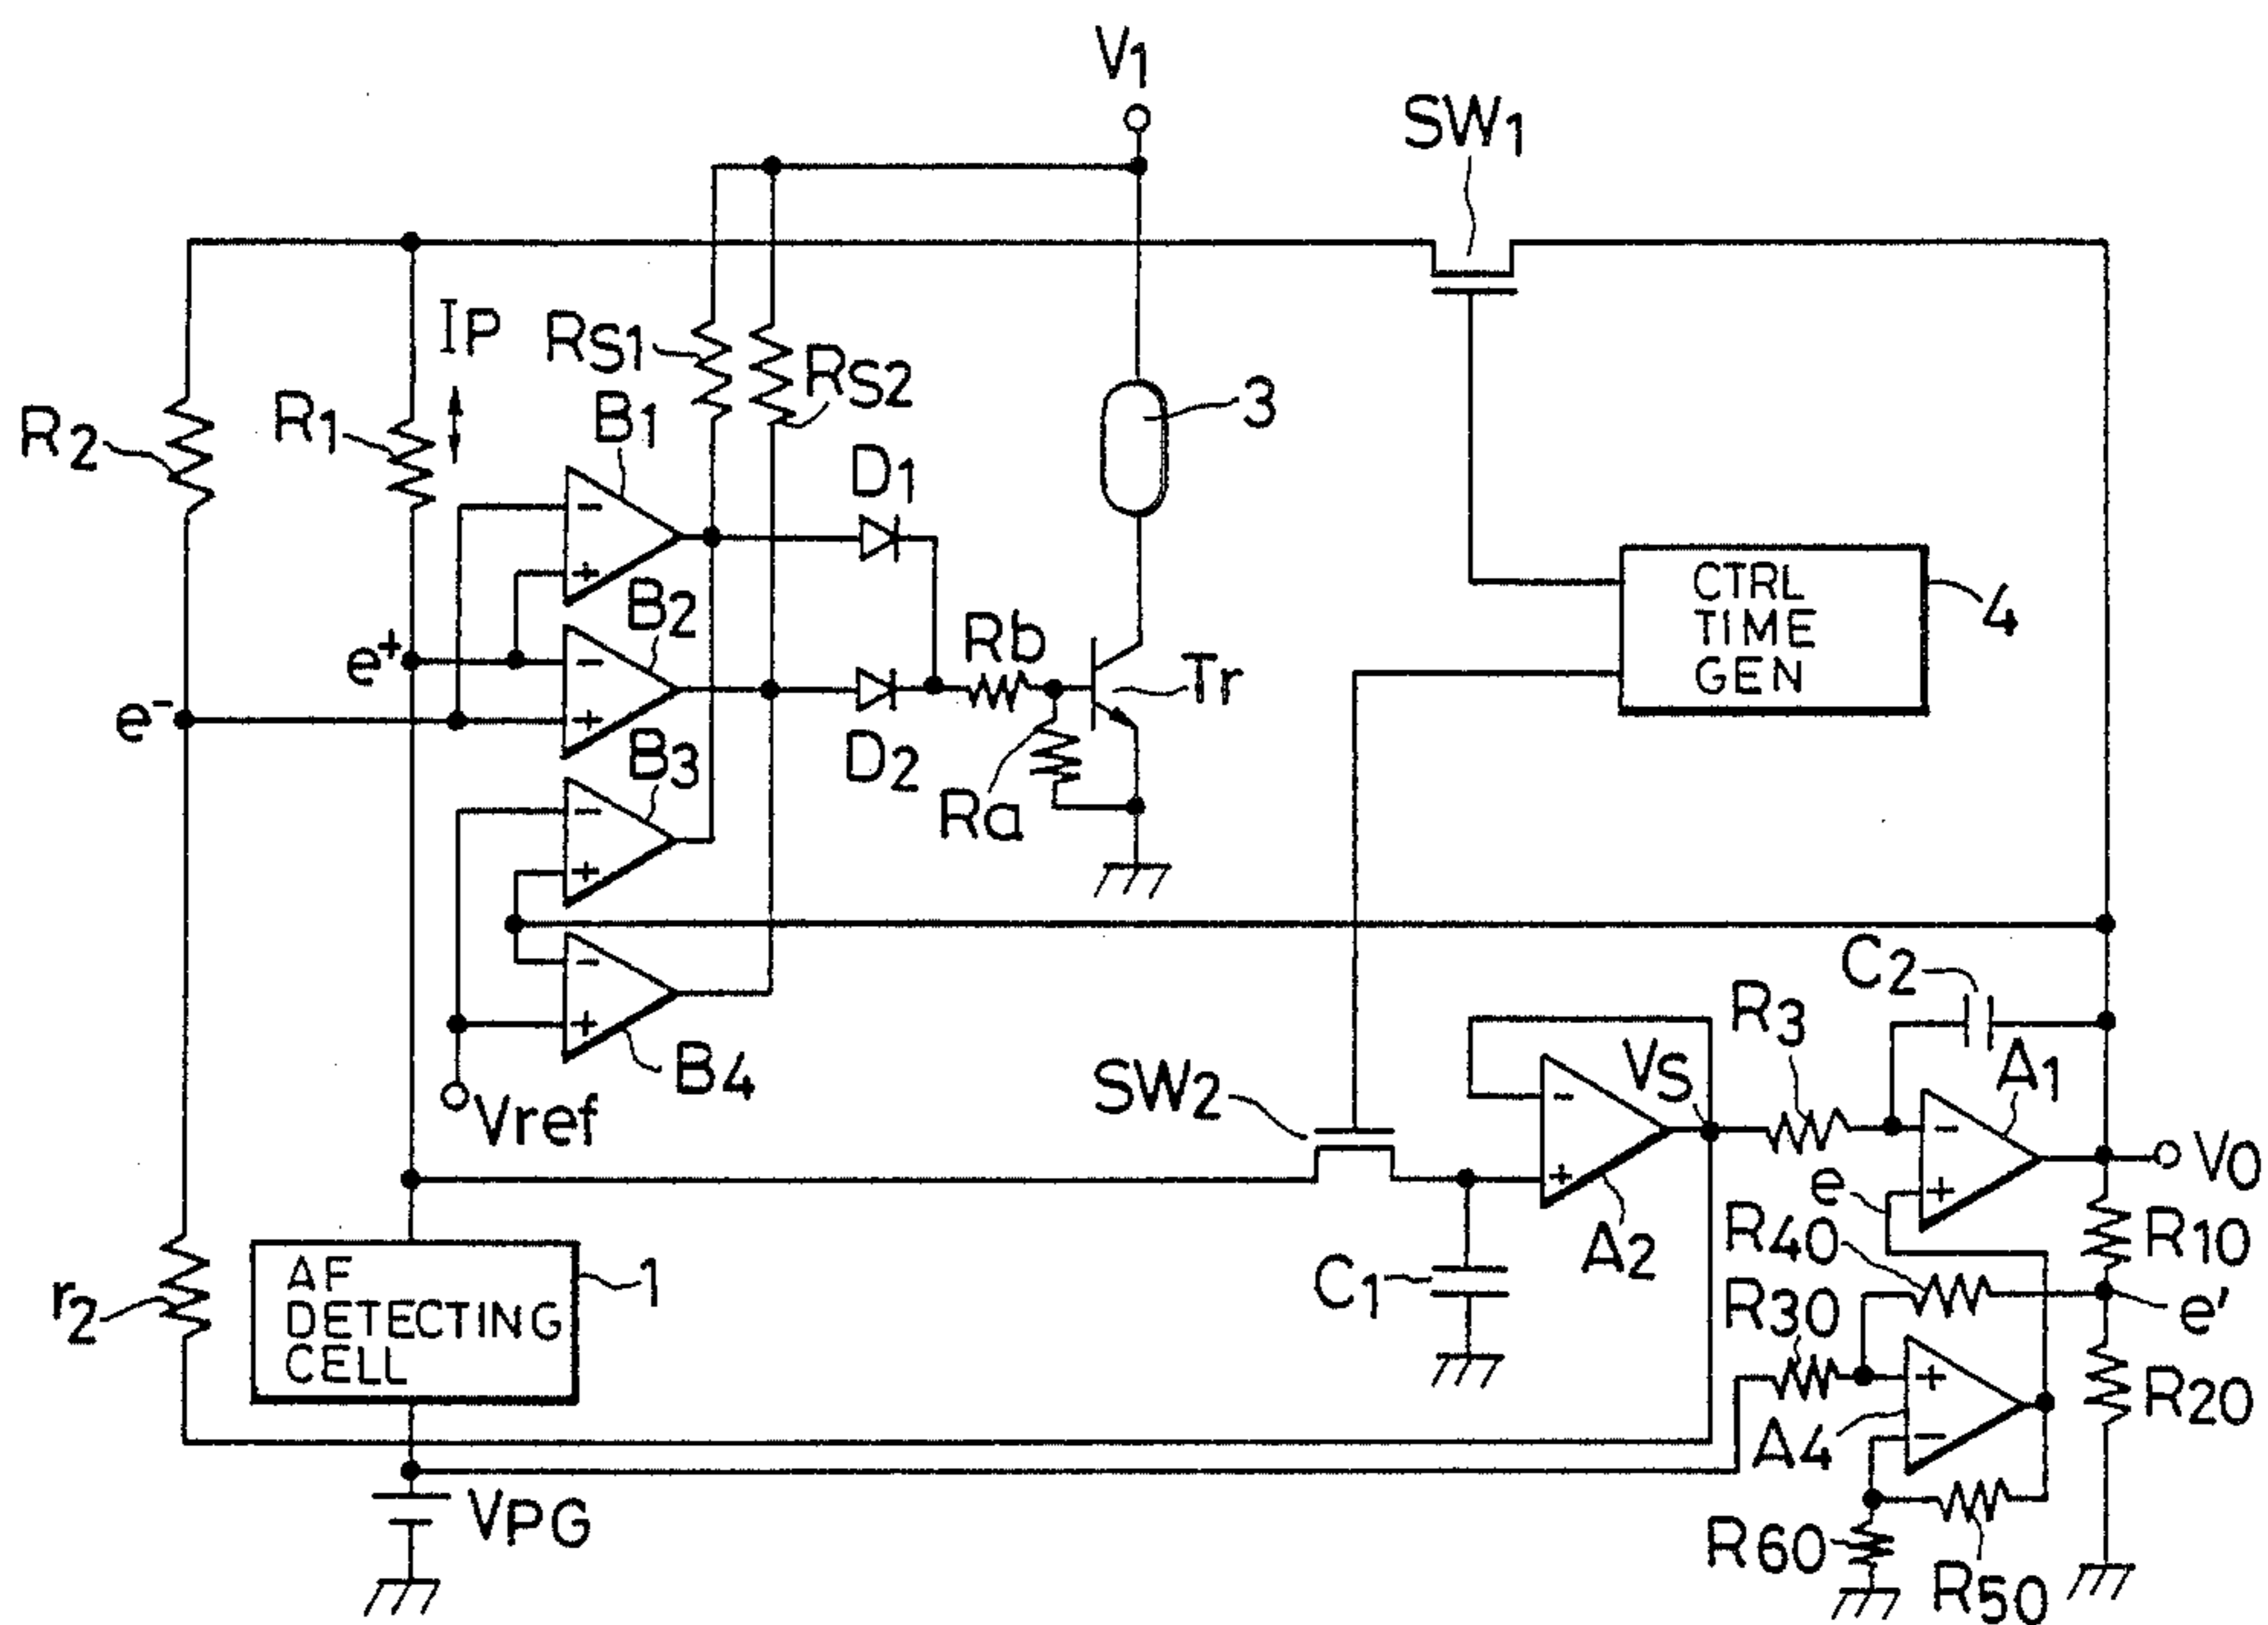 V1
SW1
IP
RS1
RS2
B1
R2
R1
3
D1
CTRL
TIME
GEN
4
B2
Rb
Tr
e+
e-
B3
D2
Ra
C2
R3
B4
Vref
SW2
VS
A1
VO
e
R40
R10
A2
C1
R30
e'
AF
DETECTING
CELL
1
r2
A4
R20
VPG
R60
R50
- + - + - + - + - + - + + -